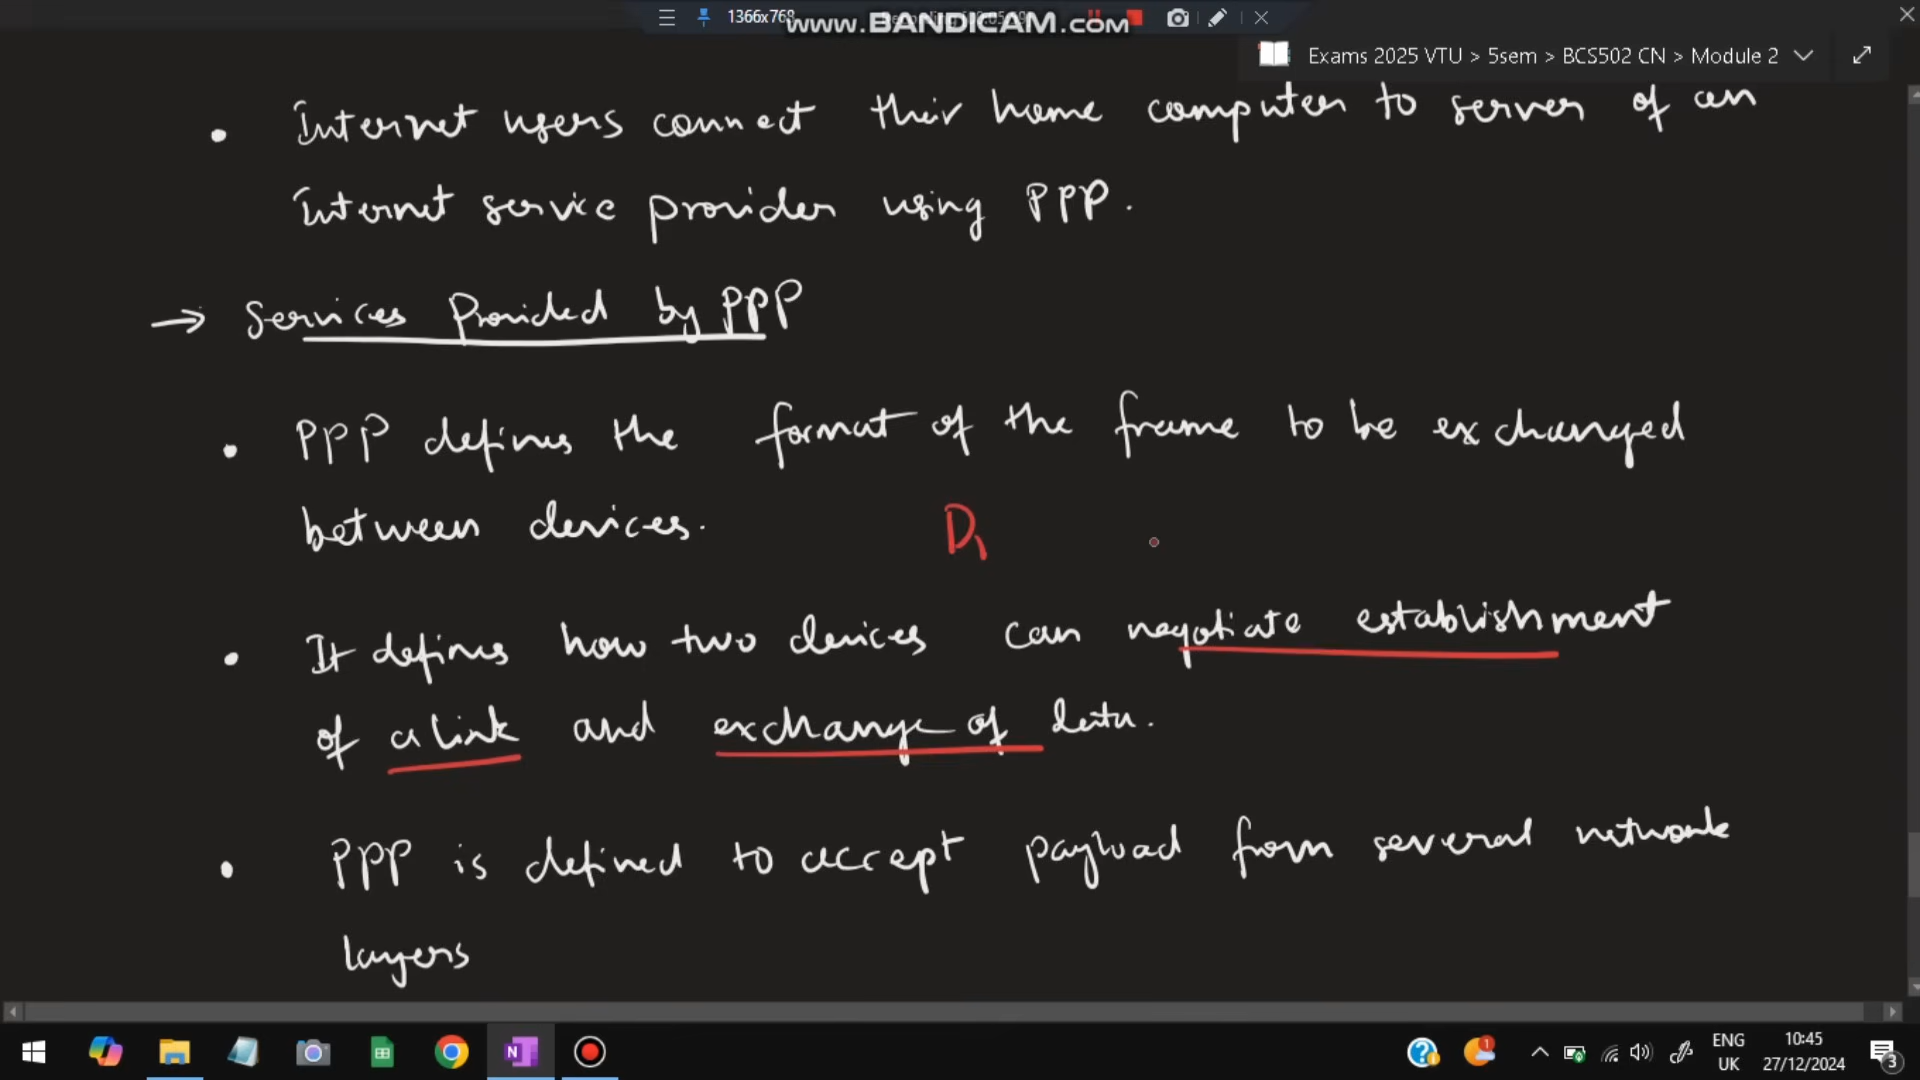 1366x768
www.BANDICAM.com
Exams 2025 VTU > 5sem > BCS502 CN > Module 2
• Internet users connect their home computer to server of an
Internet service provider using PPP.
→ Services Provided by PPP
• PPP defines the format of the frame to be exchanged
between devices.
D1
• It defines how two devices can negotiate establishment
of a link and exchange of data.
• PPP is defined to accept payload from several network
layers
ENG
UK
10:45
27/12/2024
1
3